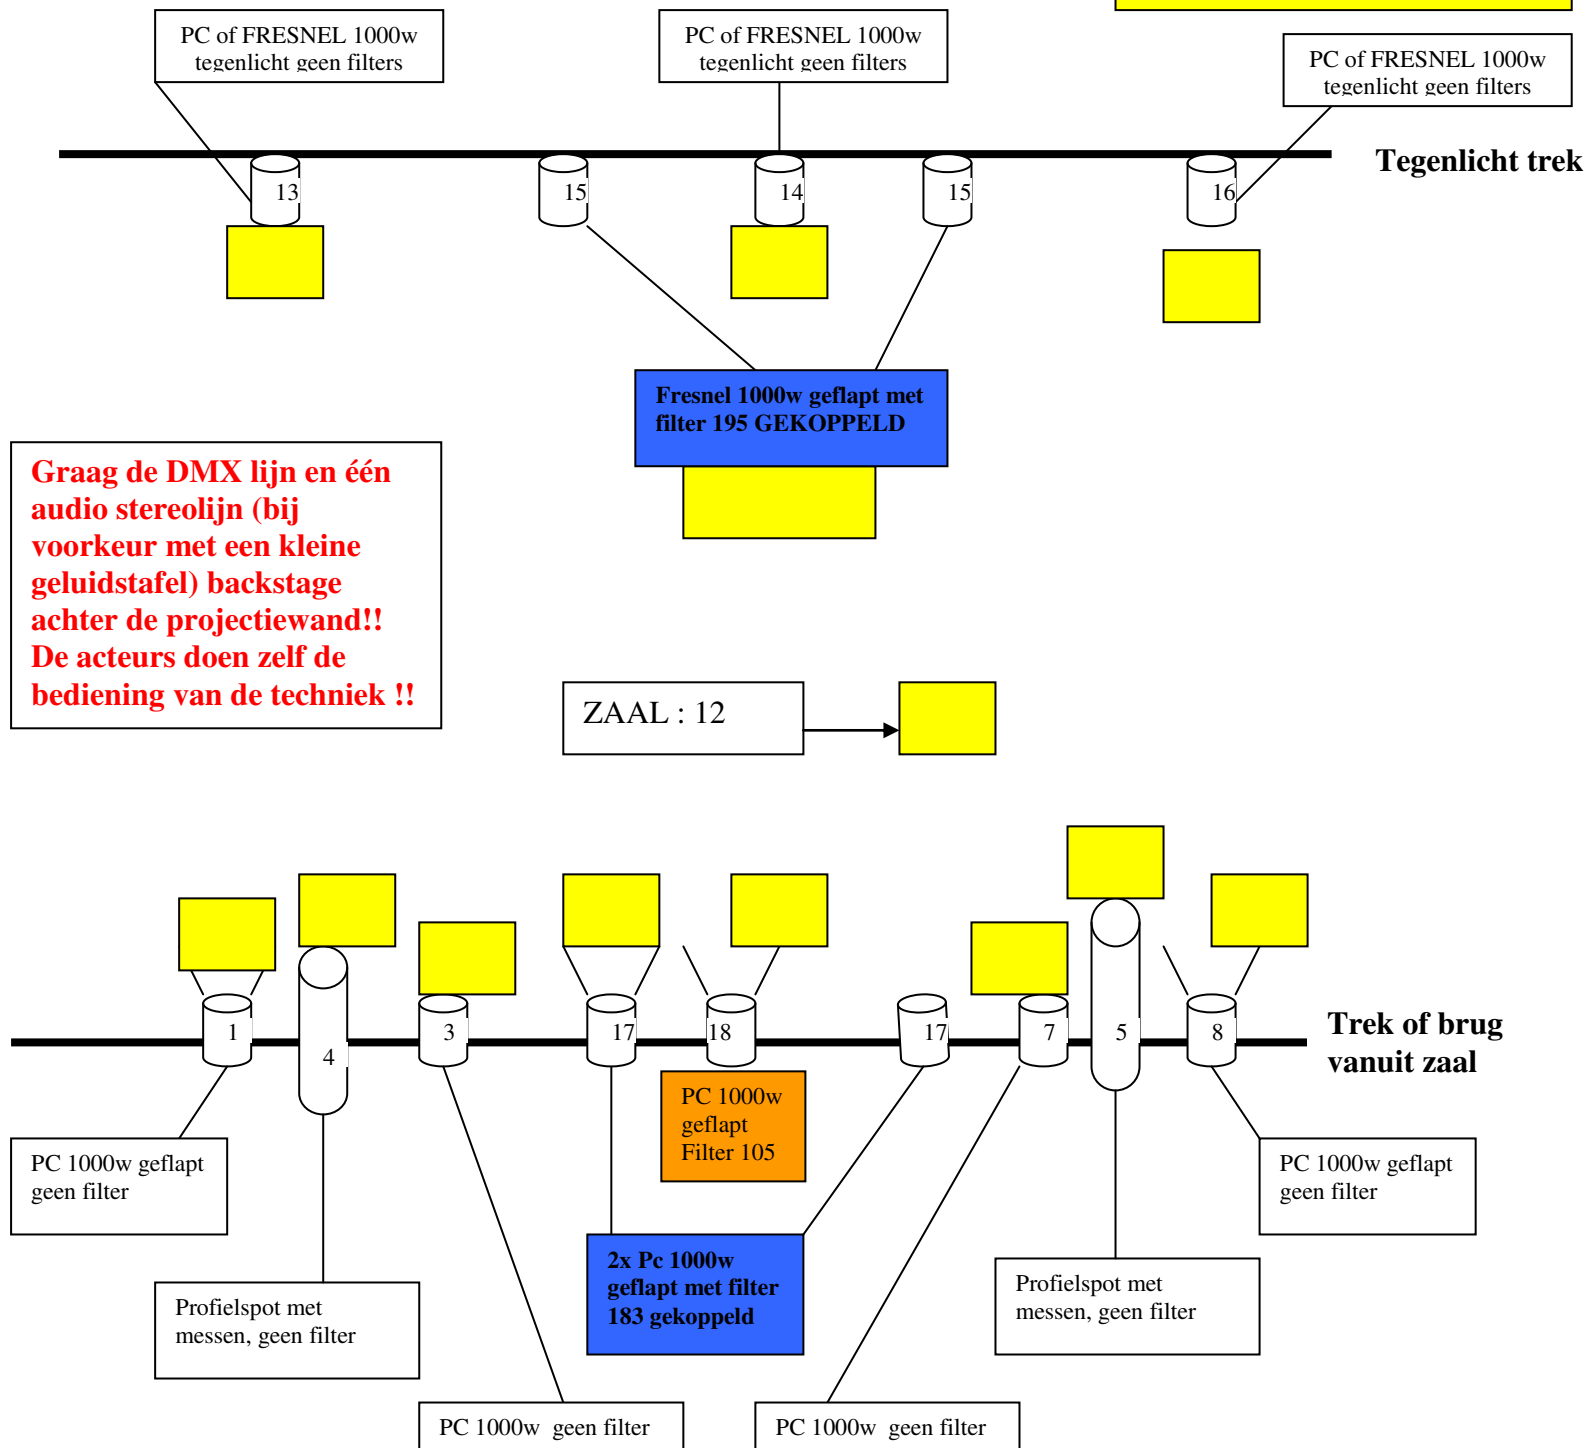 PC of FRESNEL 1000w
tegenlicht geen filters
PC of FRESNEL 1000w
tegenlicht geen filters
PC of FRESNEL 1000w
tegenlicht geen filters
Tegenlicht trek
13
15
14
15
16
Fresnel 1000w geflapt met
filter 195 GEKOPPELD
Graag de DMX lijn en één
audio stereolijn (bij
voorkeur met een kleine
geluidstafel) backstage
achter de projectiewand!!
De acteurs doen zelf de
bediening van de techniek !!
ZAAL : 12
1
4
3
17
18
17
7
5
8
Trek of brug
vanuit zaal
PC 1000w
geflapt
Filter 105
PC 1000w geflapt
geen filter
PC 1000w geflapt
geen filter
2x Pc 1000w
geflapt met filter
183 gekoppeld
Profielspot met
messen, geen filter
Profielspot met
messen, geen filter
PC 1000w  geen filter
PC 1000w  geen filter